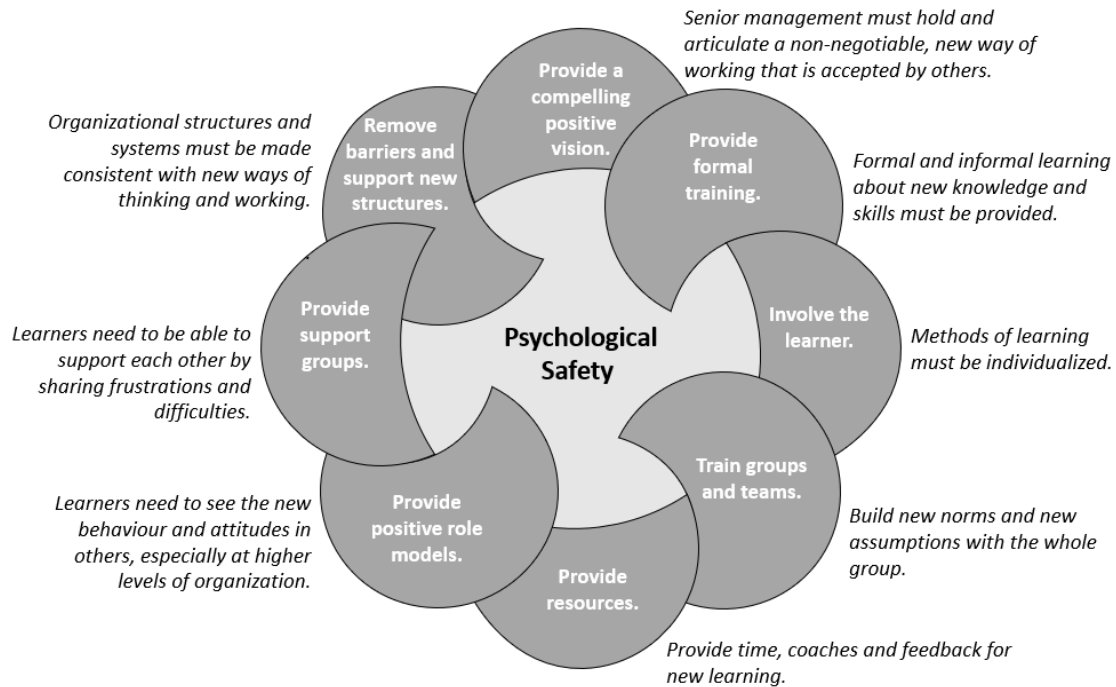 Senior management must hold and
articulate a non-negotiable, new way of
working that is accepted by others.
Provide a
compelling
positive
vision.
Provide
formal
training.
Formal and informal learning
about new knowledge and
skills must be provided.
Involve the
learner.
Methods of learning
must be individualized.
Train groups
and teams.
Build new norms and new
assumptions with the whole
group.
Provide
resources.
Provide time, coaches and feedback for
new learning.
Provide
positive role
models.
Learners need to see the new
behaviour and attitudes in
others, especially at higher
levels of organization.
Provide
support
groups.
Learners need to be able to
support each other by
sharing frustrations and
difficulties.
Remove
barriers and
support new
structures.
Organizational structures and
systems must be made
consistent with new ways of
thinking and working.
Psychological
Safety